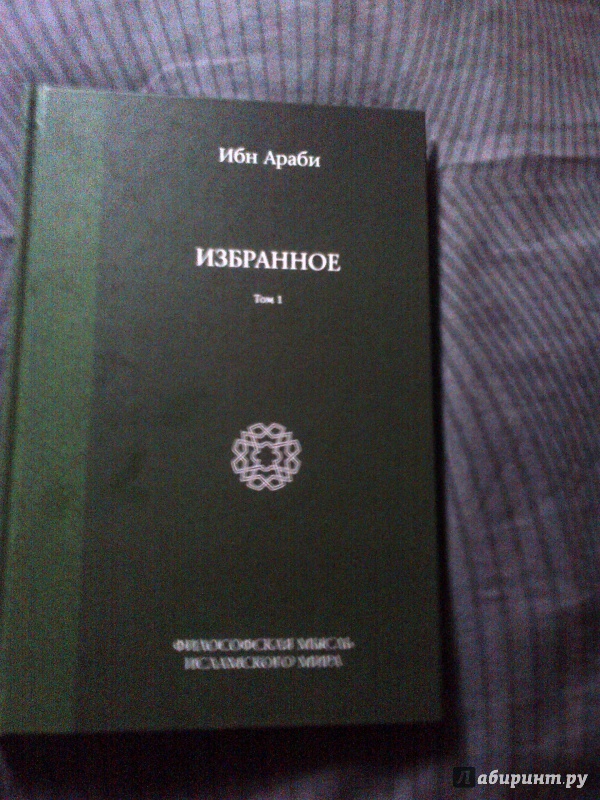 Ибн Араби
ИЗБРАННОЕ
Том 1
ФИЛОСОФСКАЯ МЫСЛЬ
ИСЛАМСКОГО МИРА
Лабиринт.ру